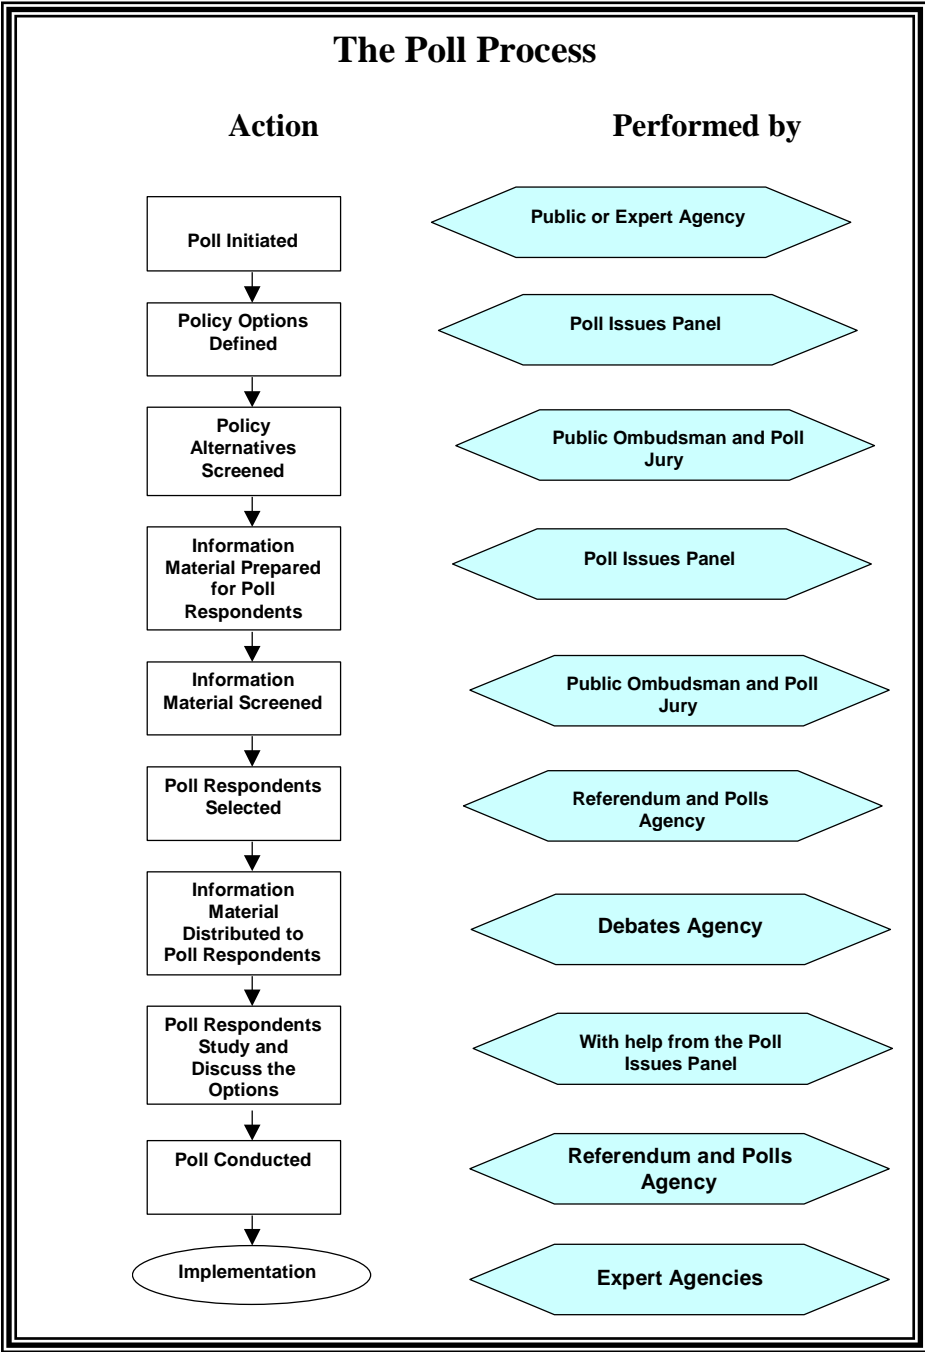 The Poll Process
Action
Performed by
Poll Initiated
Public or Expert Agency
Policy Options
Defined
Poll Issues Panel
Policy
Alternatives
Screened
Public Ombudsman and Poll
Jury
Information
Material Prepared
for Poll
Respondents
Poll Issues Panel
Information
Material Screened
Public Ombudsman and Poll
Jury
Poll Respondents
Selected
Referendum and Polls
Agency
Information
Material
Distributed to
Poll Respondents
Debates Agency
Poll Respondents
Study and
Discuss the
Options
With help from the Poll
Issues Panel
Poll Conducted
Referendum and Polls
Agency
Implementation
Expert Agencies